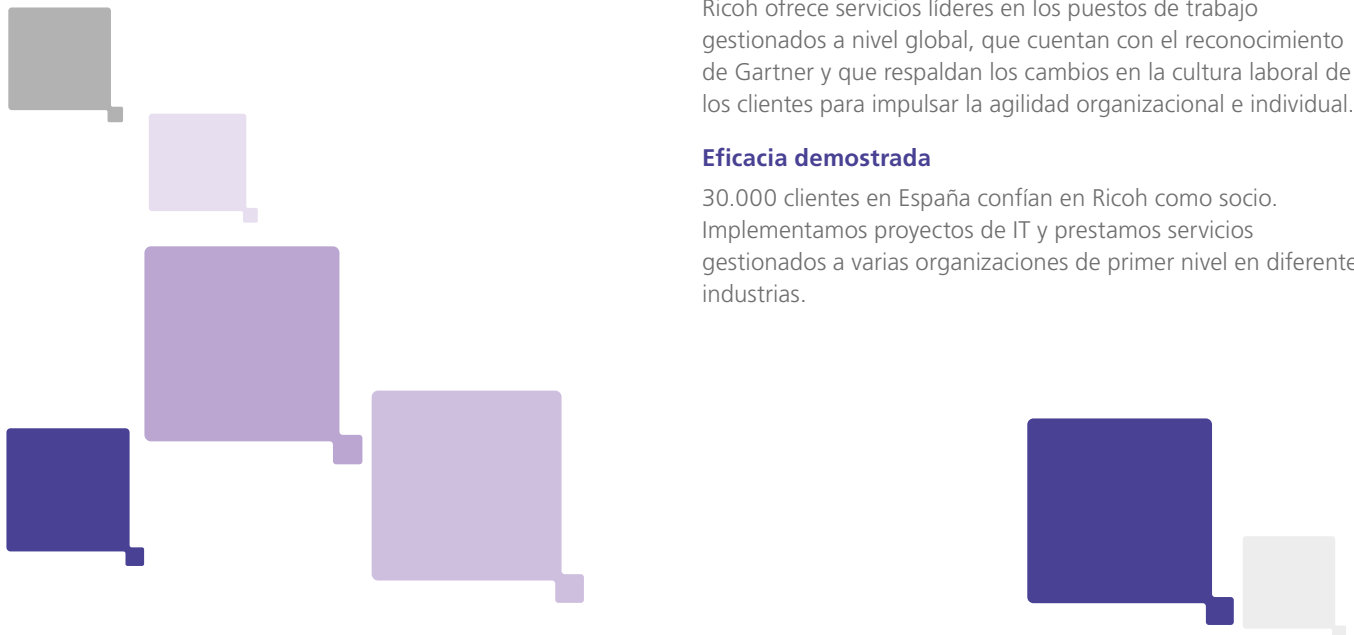 Ricoh ofrece servicios líderes en los puestos de trabajo
gestionados a nivel global, que cuentan con el reconocimiento
de Gartner y que respaldan los cambios en la cultura laboral de
los clientes para impulsar la agilidad organizacional e individual.
Eficacia demostrada
30.000 clientes en España confían en Ricoh como socio.
Implementamos proyectos de IT y prestamos servicios
gestionados a varias organizaciones de primer nivel en diferente
industrias.